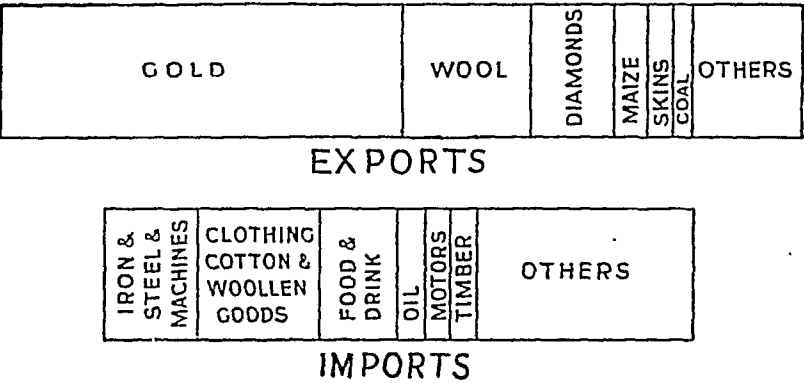 GOLD
WOOL
DIAMONDS
MAIZE
SKINS
COAL
OTHERS
EXPORTS
IRON &
STEEL &
MACHINES
CLOTHING
COTTON &
WOOLLEN
GOODS
FOOD &
DRINK
OIL
MOTORS
TIMBER
OTHERS
IMPORTS